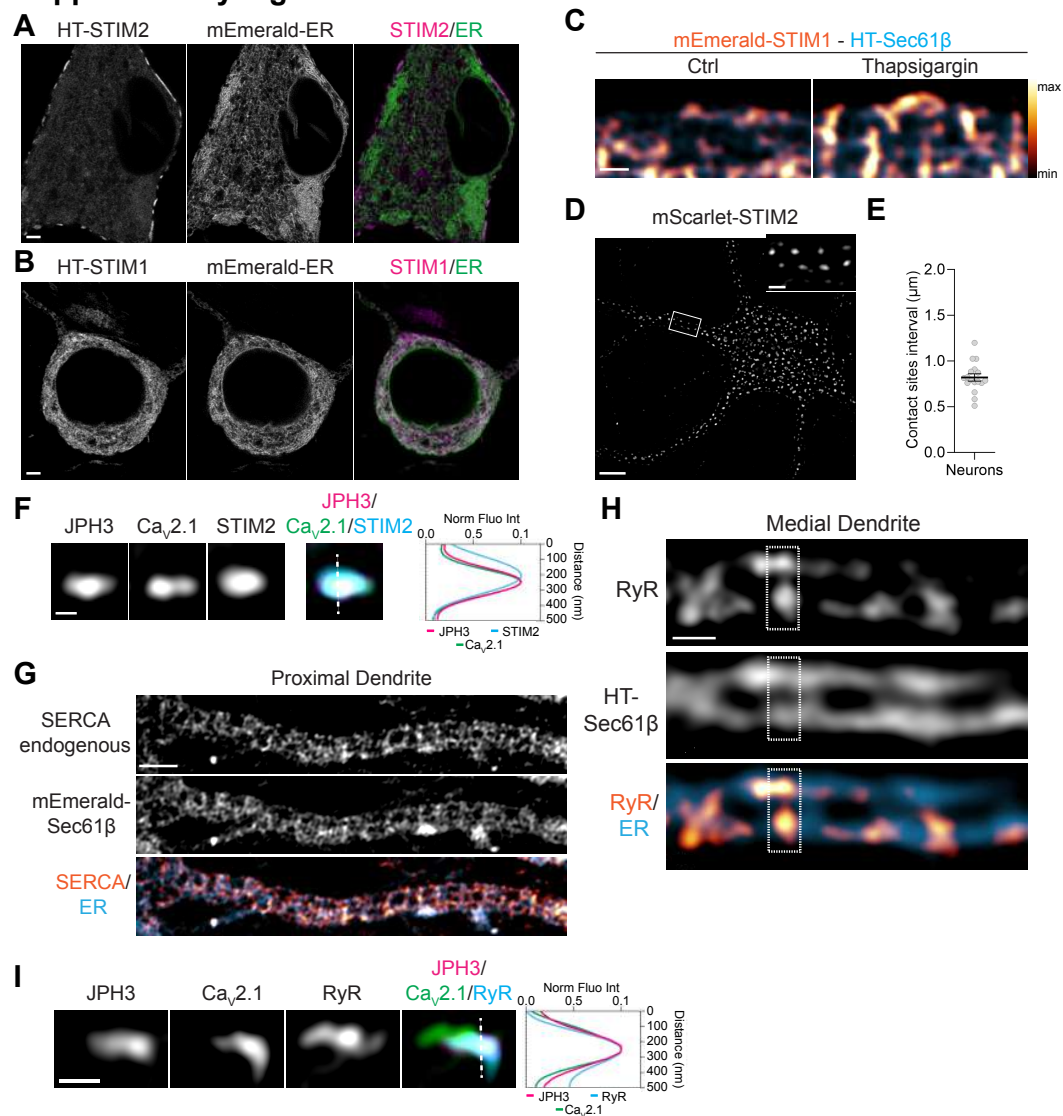 A
HT-STIM2
mEmerald-ER
STIM2/ER
B
HT-STIM1
mEmerald-ER
STIM1/ER
C
mEmerald-STIM1 - HT-Sec61β
Ctrl
Thapsigargin
max
min
D
mScarlet-STIM2
E
Contact sites interval (µm)
2.0
1.5
1.0
0.5
0.0
Neurons
F
JPH3
CaV2.1
STIM2
JPH3/
CaV2.1/STIM2
Norm Fluo Int
0 0.5 0.1
0
100
200
300
400
500
Distance (nm)
JPH3 STIM2
CaV2.1
G
Proximal Dendrite
SERCA
endogenous
mEmerald-
Sec61β
SERCA/
ER
H
Medial Dendrite
RyR
HT-
Sec61β
RyR/
ER
I
JPH3
CaV2.1
RyR
JPH3/
CaV2.1/RyR
Norm Fluo Int
0 0.5 0.1
0
100
200
300
400
500
Distance (nm)
JPH3 RyR
CaV2.1